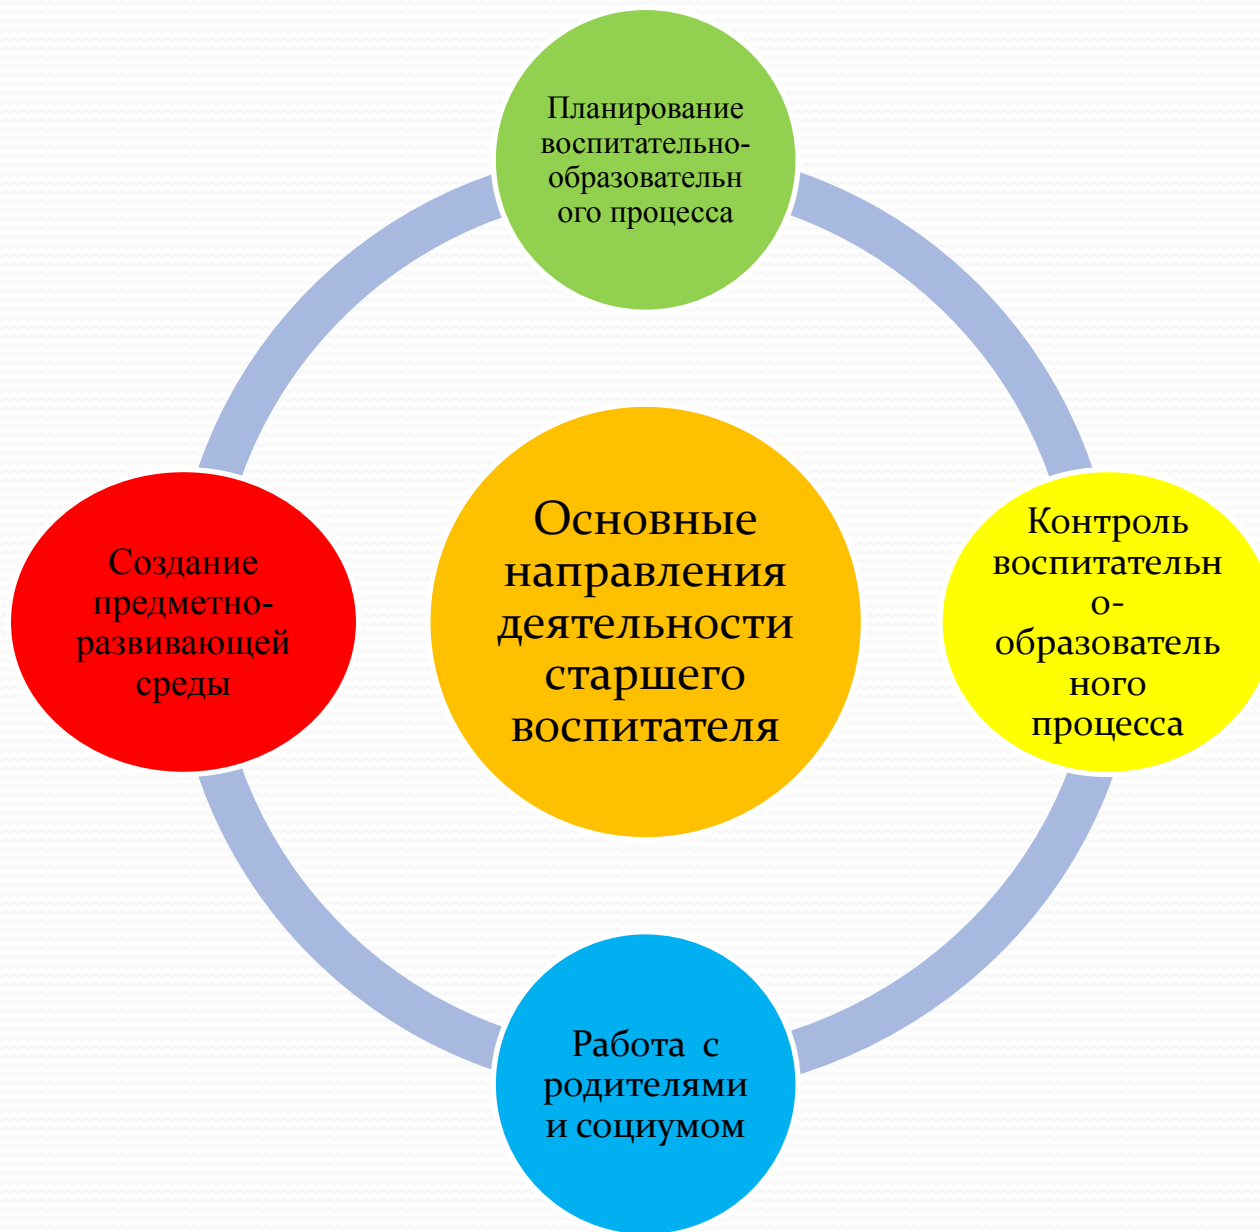 Планирование
воспитательно-
образовательн
ого процесса
Основные
направления
деятельности
старшего
воспитателя
Контроль
воспитательн
о-
образователь
ного
процесса
Создание
предметно-
развивающей
среды
Работа  с
родителями
и социумом